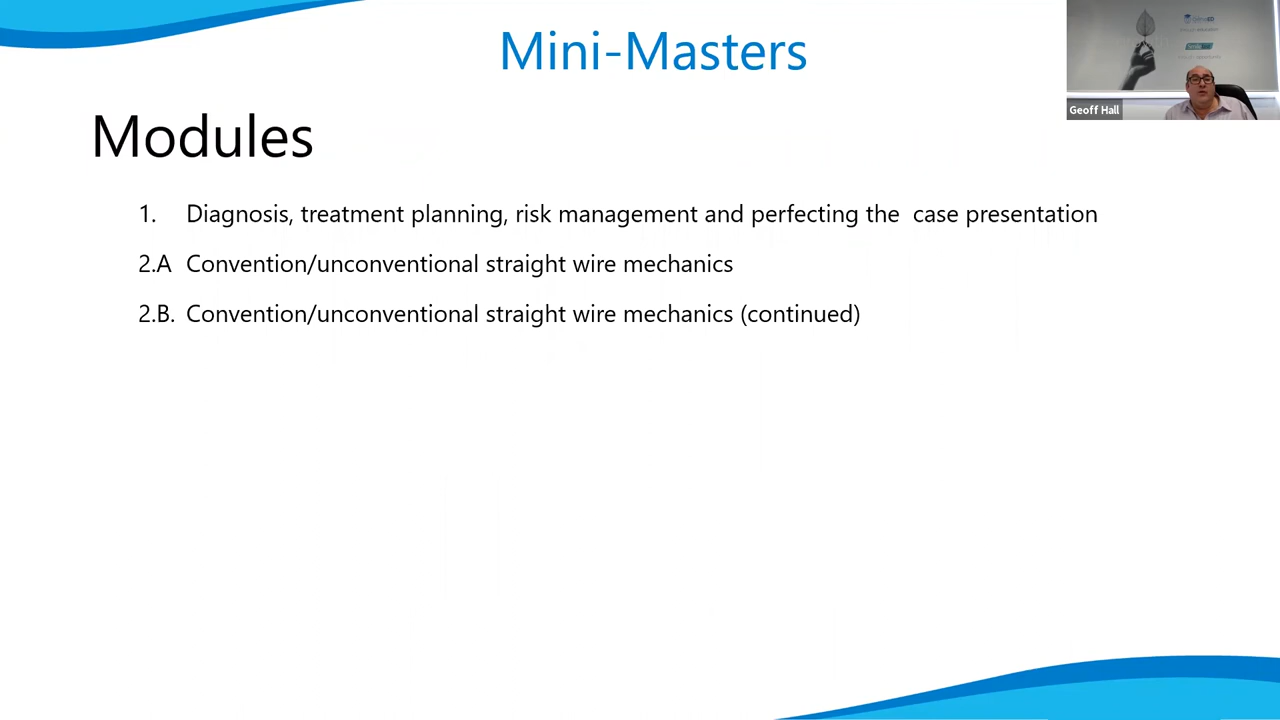 Mini-Masters
Geoff Hall
Modules
1. Diagnosis, treatment planning, risk management and perfecting the case presentation
2.A Convention/unconventional straight wire mechanics
2.B. Convention/unconventional straight wire mechanics (continued)